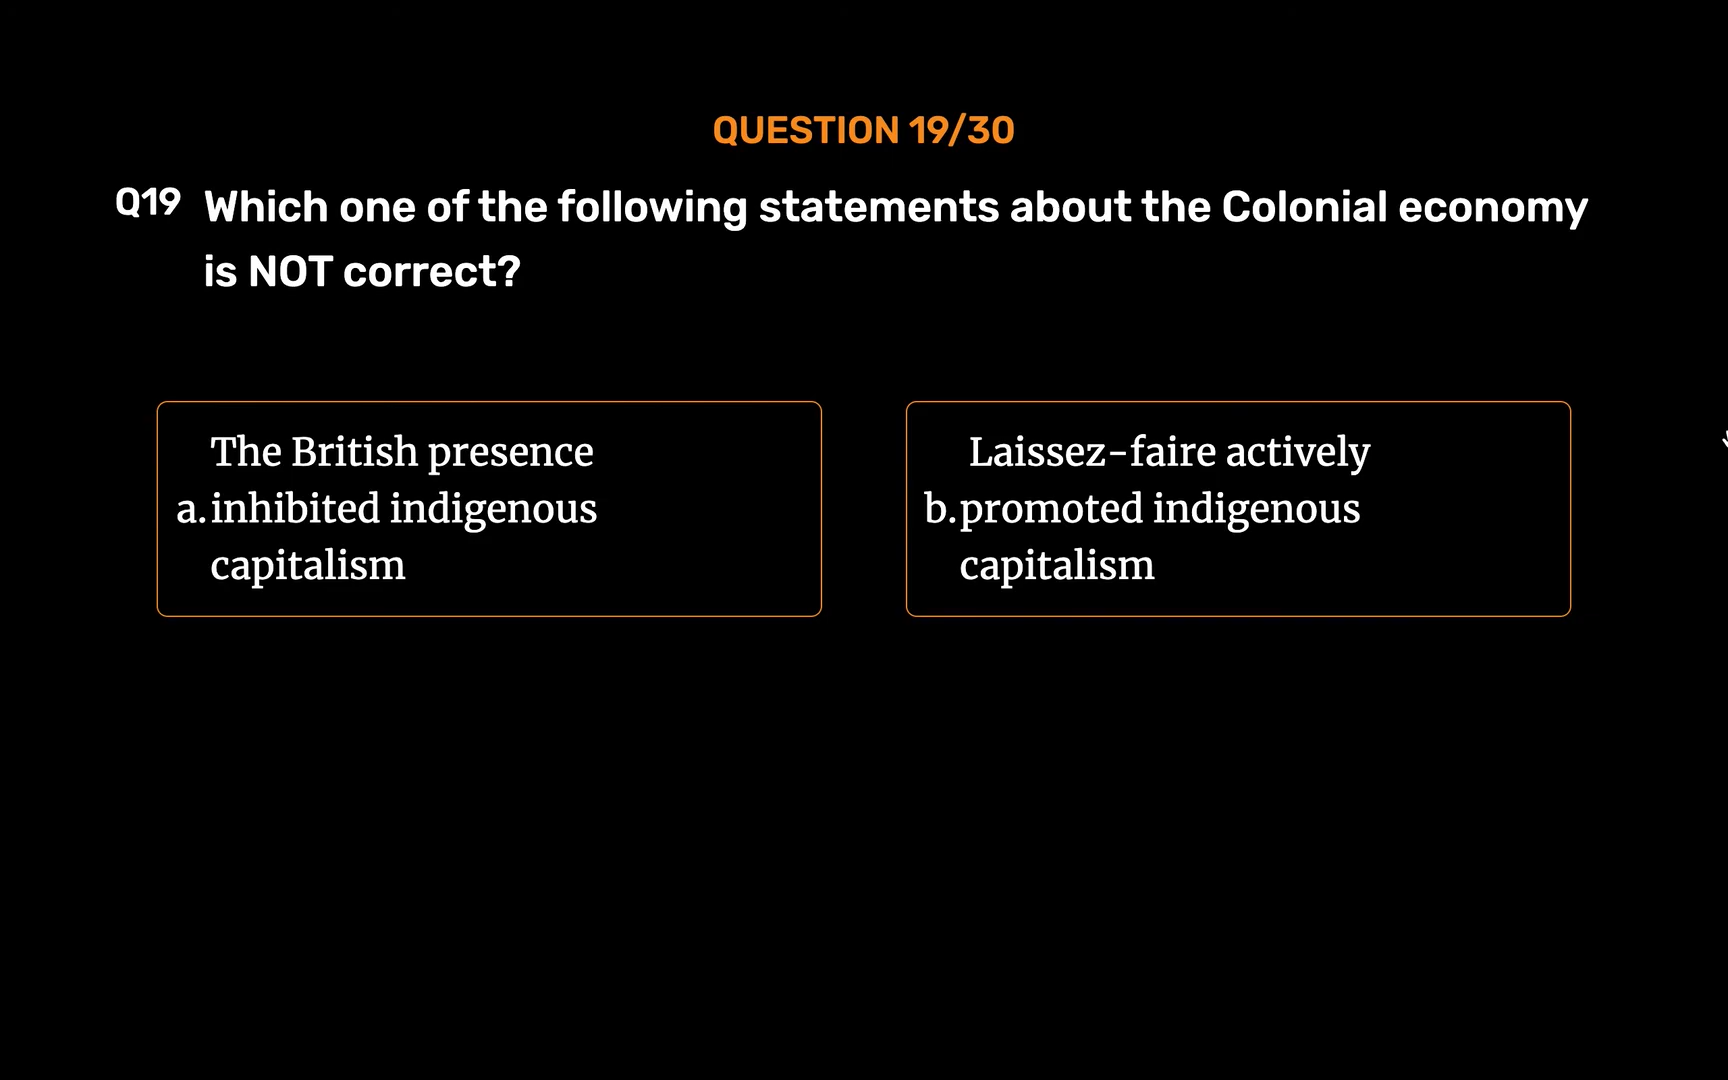 QUESTION 19/30
Q19 Which one of the following statements about the Colonial economy
is NOT correct?
The British presence
a. inhibited indigenous
capitalism
Laissez-faire actively
b. promoted indigenous
capitalism